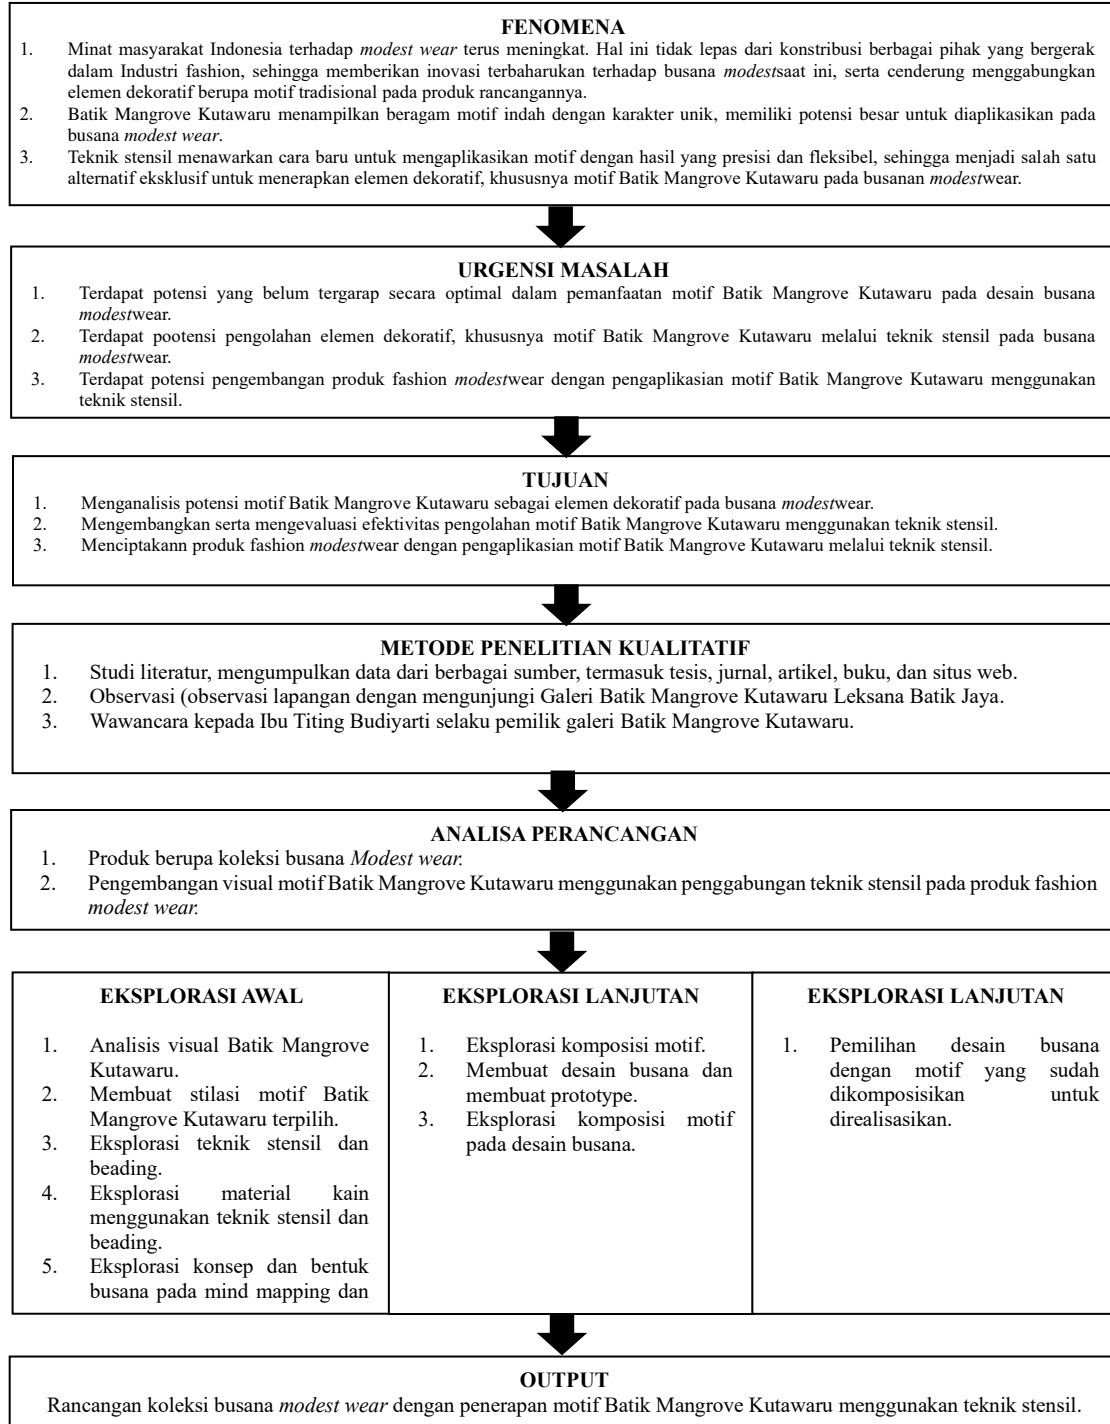 FENOMENA
1. Minat masyarakat Indonesia terhadap modest wear terus meningkat. Hal ini tidak lepas dari konstribusi berbagai pihak yang bergerak
dalam Industri fashion, sehingga memberikan inovasi terbaharukan terhadap busana modestsaat ini, serta cenderung menggabungkan
elemen dekoratif berupa motif tradisional pada produk rancangannya.
2. Batik Mangrove Kutawaru menampilkan beragam motif indah dengan karakter unik, memiliki potensi besar untuk diaplikasikan pada
busana modest wear.
3. Teknik stensil menawarkan cara baru untuk mengaplikasikan motif dengan hasil yang presisi dan fleksibel, sehingga menjadi salah satu
alternatif eksklusif untuk menerapkan elemen dekoratif, khususnya motif Batik Mangrove Kutawaru pada busanan modestwear.
URGENSI MASALAH
1. Terdapat potensi yang belum tergarap secara optimal dalam pemanfaatan motif Batik Mangrove Kutawaru pada desain busana
modestwear.
2. Terdapat pootensi pengolahan elemen dekoratif, khususnya motif Batik Mangrove Kutawaru melalui teknik stensil pada busana
modestwear.
3. Terdapat potensi pengembangan produk fashion modestwear dengan pengaplikasian motif Batik Mangrove Kutawaru menggunakan
teknik stensil.
TUJUAN
1. Menganalisis potensi motif Batik Mangrove Kutawaru sebagai elemen dekoratif pada busana modestwear.
2. Mengembangkan serta mengevaluasi efektivitas pengolahan motif Batik Mangrove Kutawaru menggunakan teknik stensil.
3. Menciptakann produk fashion modestwear dengan pengaplikasian motif Batik Mangrove Kutawaru melalui teknik stensil.
METODE PENELITIAN KUALITATIF
1. Studi literatur, mengumpulkan data dari berbagai sumber, termasuk tesis, jurnal, artikel, buku, dan situs web.
2. Observasi (observasi lapangan dengan mengunjungi Galeri Batik Mangrove Kutawaru Leksana Batik Jaya.
3. Wawancara kepada Ibu Titing Budiyarti selaku pemilik galeri Batik Mangrove Kutawaru.
ANALISA PERANCANGAN
1. Produk berupa koleksi busana Modest wear.
2. Pengembangan visual motif Batik Mangrove Kutawaru menggunakan penggabungan teknik stensil pada produk fashion
modest wear.
EKSPLORASI AWAL
1. Analisis visual Batik Mangrove
Kutawaru.
2. Membuat stilasi motif Batik
Mangrove Kutawaru terpilih.
3. Eksplorasi teknik stensil dan
beading.
4. Eksplorasi material kain
menggunakan teknik stensil dan
beading.
5. Eksplorasi konsep dan bentuk
busana pada mind mapping dan
EKSPLORASI LANJUTAN
1. Eksplorasi komposisi motif.
2. Membuat desain busana dan
membuat prototype.
3. Eksplorasi komposisi motif
pada desain busana.
EKSPLORASI LANJUTAN
1. Pemilihan desain busana
dengan motif yang sudah
dikomposisikan untuk
direalisasikan.
OUTPUT
Rancangan koleksi busana modest wear dengan penerapan motif Batik Mangrove Kutawaru menggunakan teknik stensil.